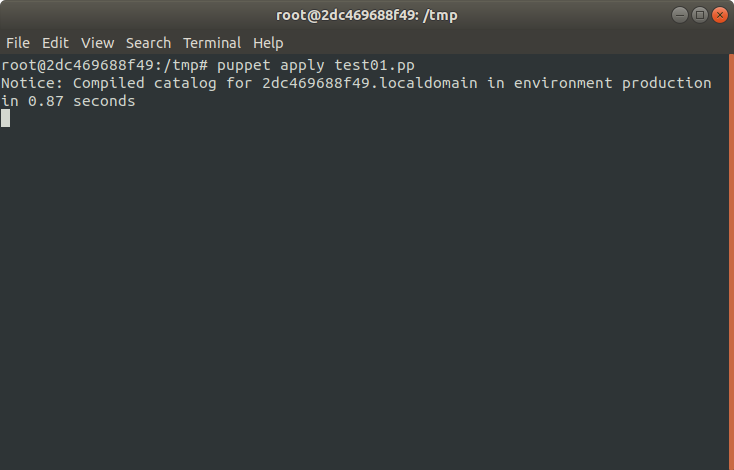 root@2dc469688f49: /tmp
File Edit View Search Terminal Help
root@2dc469688f49:/tmp# puppet apply test01.pp
Notice: Compiled catalog for 2dc469688f49.localdomain in environment production
in 0.87 seconds